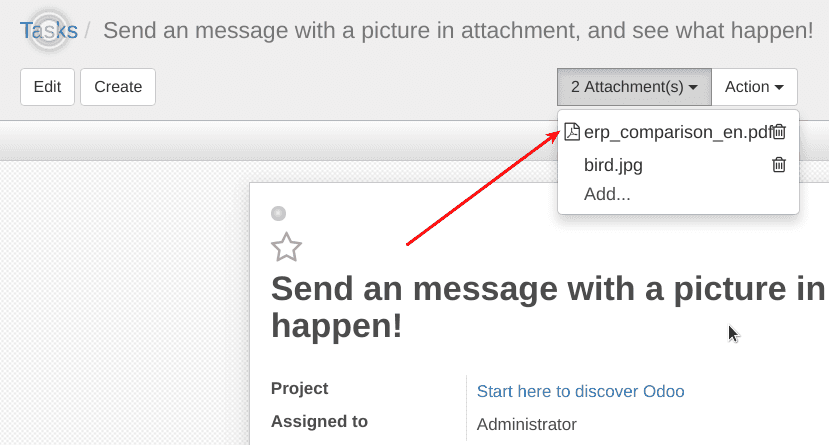 Tasks / Send an message with a picture in attachment, and see what happen!
Edit Create 2 Attachment(s) Action
erp_comparison_en.pdf
bird.jpg
Add...
Send an message with a picture in
happen!
Project Start here to discover Odoo
Assigned to Administrator